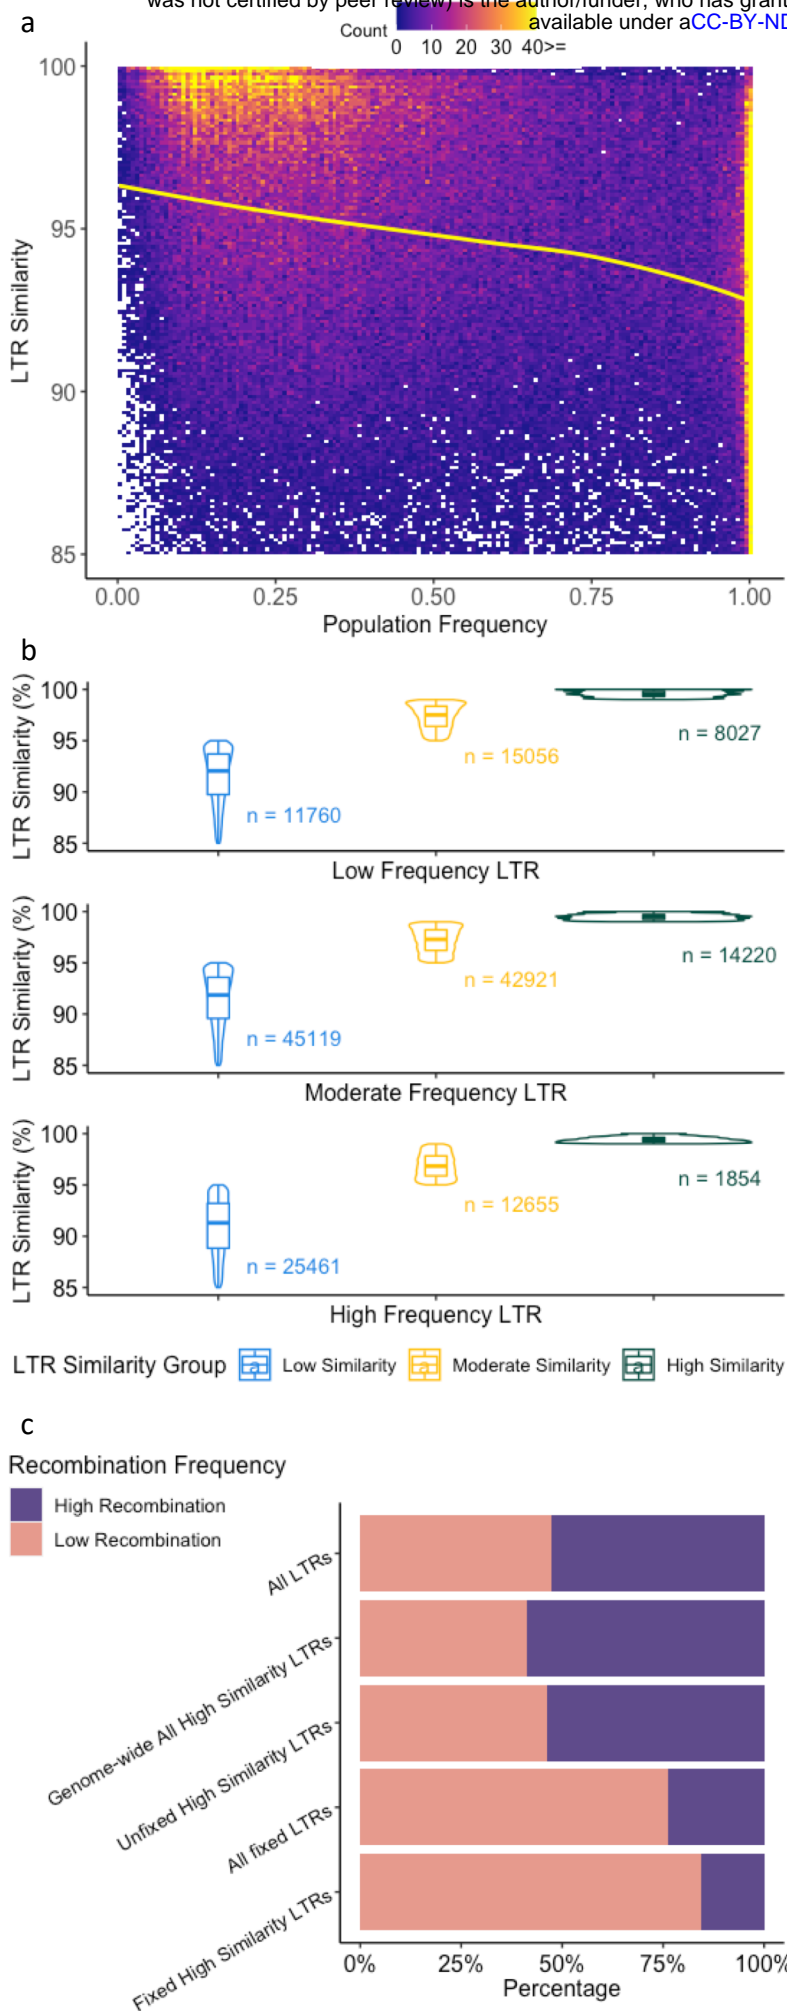 was not certified by peer review) is the author/funder, who has grant
available under aCC-BY-ND
a
Count
0 10 20 30 40>=
LTR Similarity
100
95
90
85
0.00 0.25 0.50 0.75 1.00
Population Frequency
b
LTR Similarity (%)
100
95
90
85
n = 11760
n = 15056
n = 8027
Low Frequency LTR
LTR Similarity (%)
100
95
90
85
n = 45119
n = 42921
n = 14220
Moderate Frequency LTR
LTR Similarity (%)
100
95
90
85
n = 25461
n = 12655
n = 1854
High Frequency LTR
LTR Similarity Group a Low Similarity a Moderate Similarity a High Similarity
c
Recombination Frequency
High Recombination
Low Recombination
All LTRs
Genome-wide All High Similarity LTRs
Unfixed High Similarity LTRs
All fixed LTRs
Fixed High Similarity LTRs
0% 25% 50% 75% 100%
Percentage